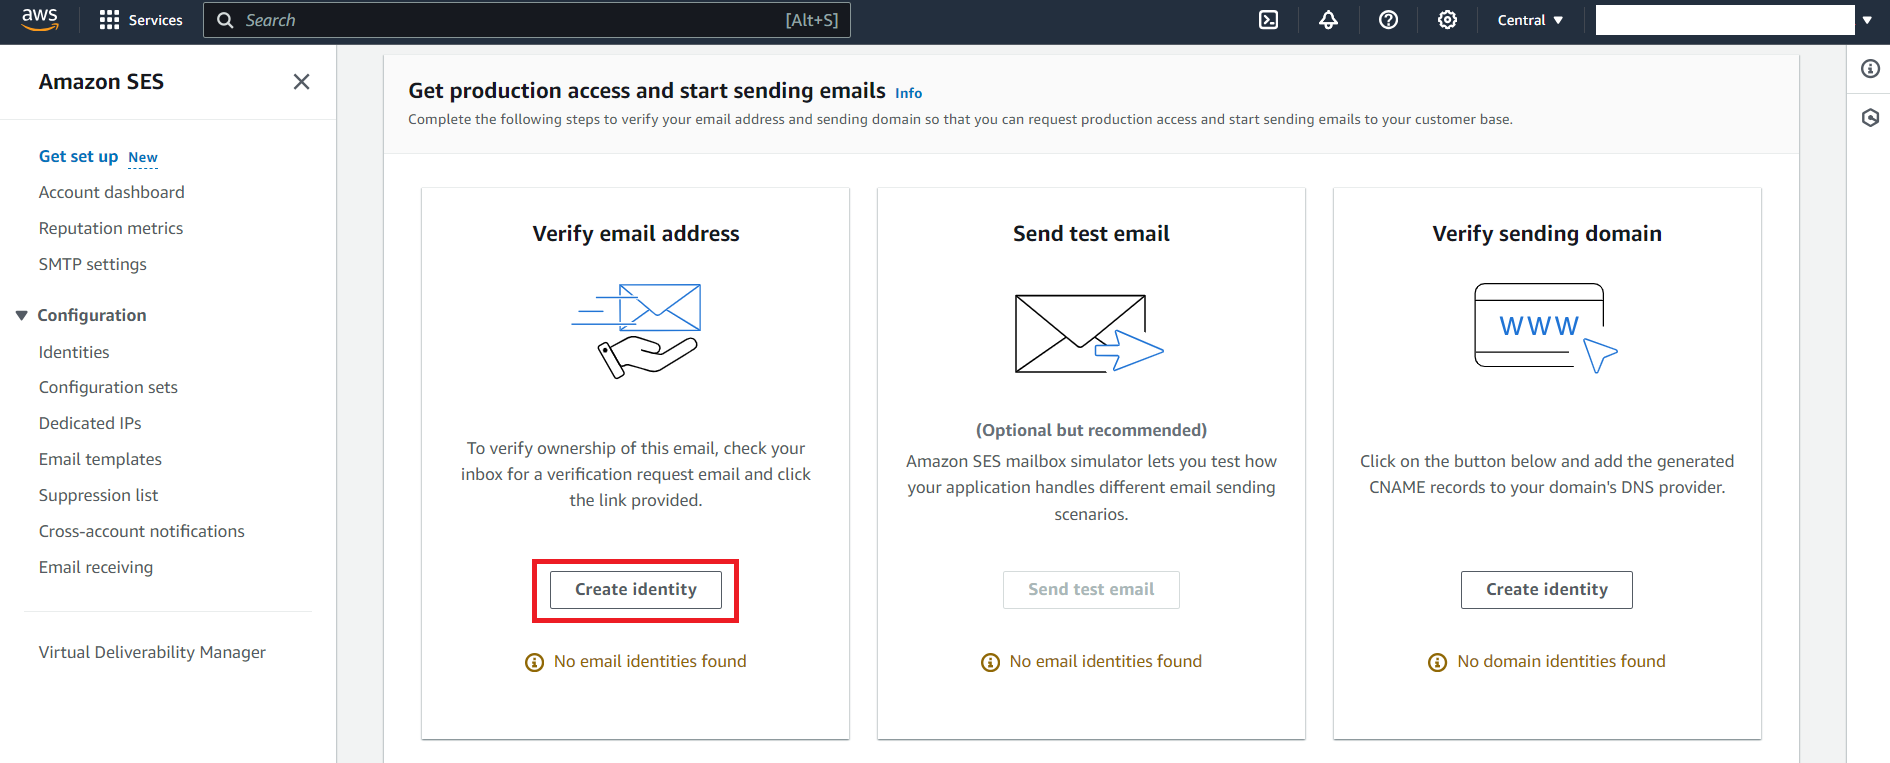 aws
Services
Search
[Alt+S]
Central
Amazon SES
Get set up New
Account dashboard
Reputation metrics
SMTP settings
Configuration
Identities
Configuration sets
Dedicated IPs
Email templates
Suppression list
Cross-account notifications
Email receiving
Virtual Deliverability Manager
Get production access and start sending emails Info
Complete the following steps to verify your email address and sending domain so that you can request production access and start sending emails to your customer base.
Verify email address
To verify ownership of this email, check your
inbox for a verification request email and click
the link provided.
Create identity
No email identities found
Send test email
(Optional but recommended)
Amazon SES mailbox simulator lets you test how
your application handles different email sending
scenarios.
Send test email
No email identities found
Verify sending domain
WWW
Click on the button below and add the generated
CNAME records to your domain's DNS provider.
Create identity
No domain identities found